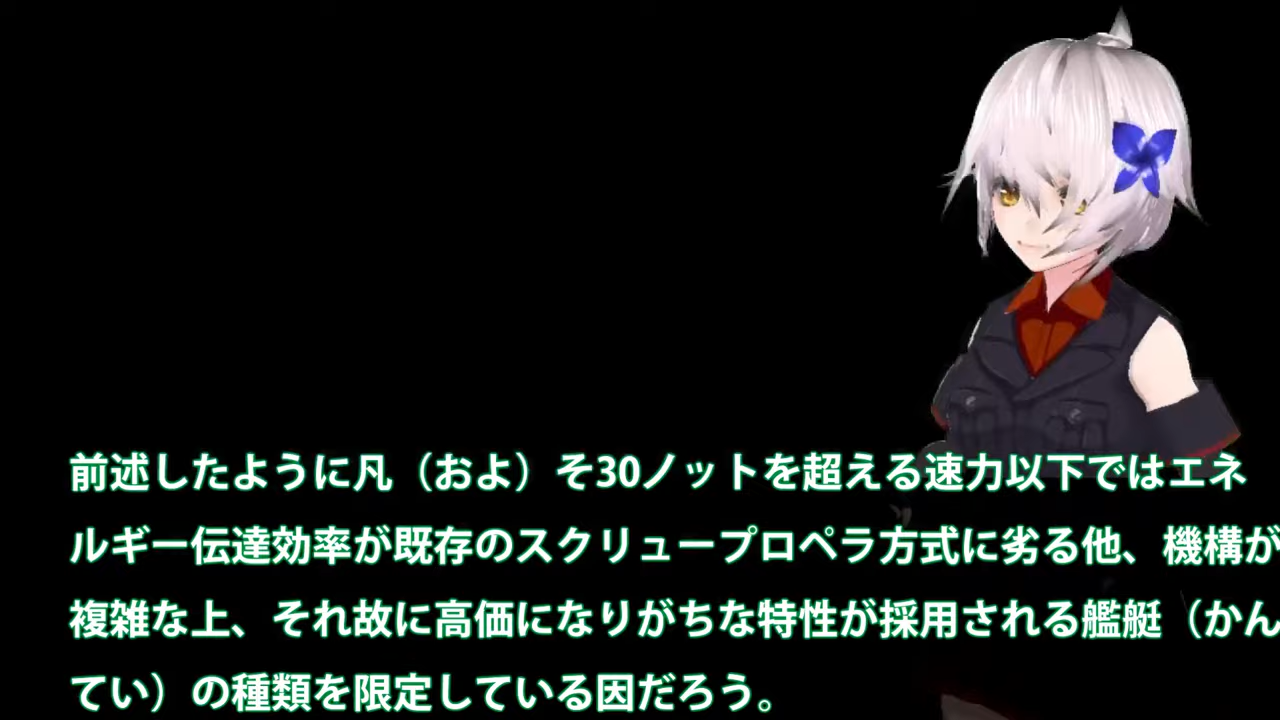 前述したように凡（およ）そ30ノットを超える速力以下ではエネ
ルギー伝達効率が既存のスクリュープロペラ方式に劣る他、機構が
複雑な上、それ故に高価になりがちな特性が採用される艦艇（かん
てい）の種類を限定している因だろう。